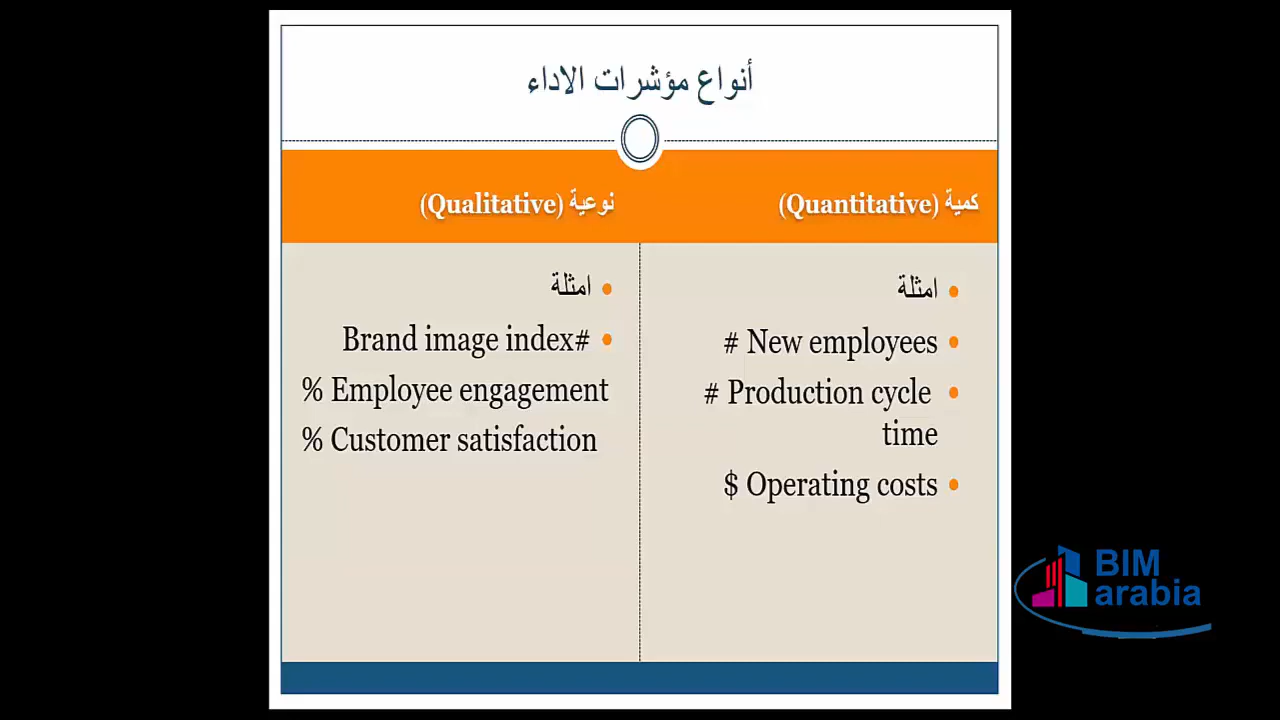 أنواع مؤشرات الاداء
كمية (Quantitative)
امثلة
# New employees
# Production cycle
time
$ Operating costs
نوعية (Qualitative)
امثلة
Brand image index#
% Employee engagement
% Customer satisfaction
BIM
arabia